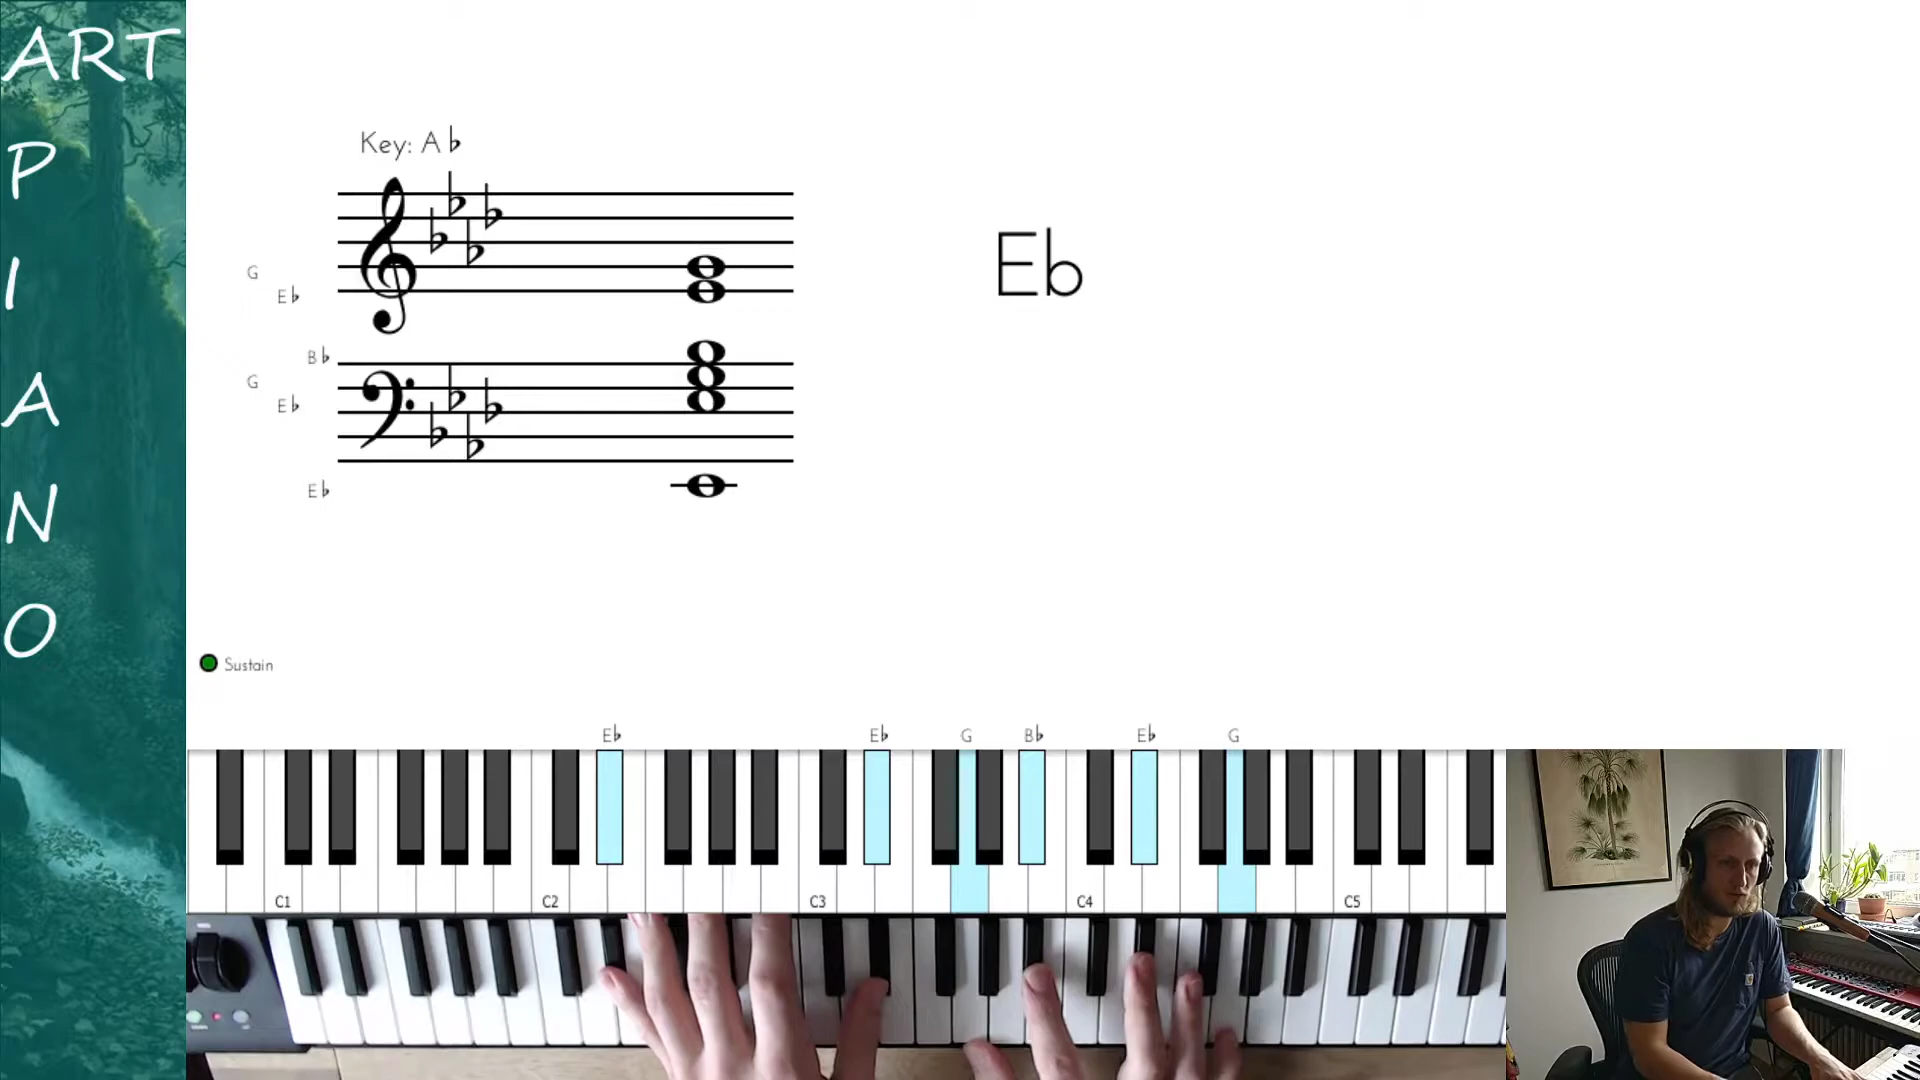 ART
P
I
A
N
O
Key: A♭
G
E♭
Eb
B♭
G
E♭
E♭
Sustain
E♭ E♭ G B♭ E♭ G
C1 C2 C3 C4 C5